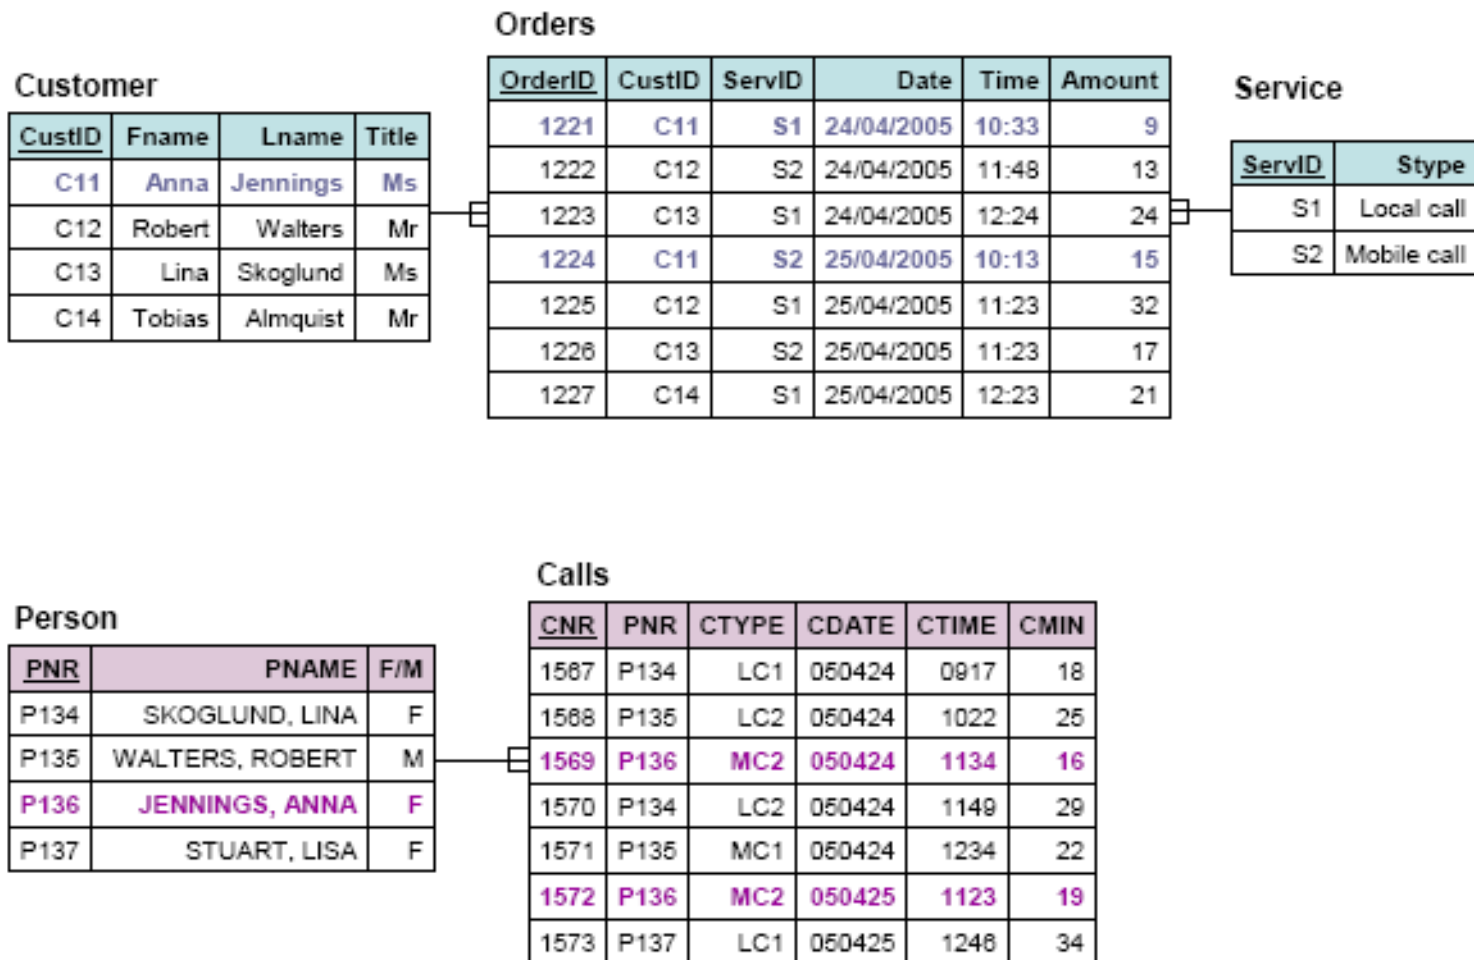 Orders
OrderID CustID ServID Date Time Amount
1221 C11 S1 24/04/2005 10:33 9
1222 C12 S2 24/04/2005 11:48 13
1223 C13 S1 24/04/2005 12:24 24
1224 C11 S2 25/04/2005 10:13 15
1225 C12 S1 25/04/2005 11:23 32
1226 C13 S2 25/04/2005 11:23 17
1227 C14 S1 25/04/2005 12:23 21
Customer
CustID Fname Lname Title
C11 Anna Jennings Ms
C12 Robert Walters Mr
C13 Lina Skoglund Ms
C14 Tobias Almquist Mr
Service
ServID Stype
S1 Local call
S2 Mobile call
Calls
CNR PNR CTYPE CDATE CTIME CMIN
1567 P134 LC1 050424 0917 18
1568 P135 LC2 050424 1022 25
1569 P136 MC2 050424 1134 16
1570 P134 LC2 050424 1149 29
1571 P135 MC1 050424 1234 22
1572 P136 MC2 050425 1123 19
1573 P137 LC1 050425 1246 34
Person
PNR PNAME F/M
P134 SKOGLUND, LINA F
P135 WALTERS, ROBERT M
P136 JENNINGS, ANNA F
P137 STUART, LISA F